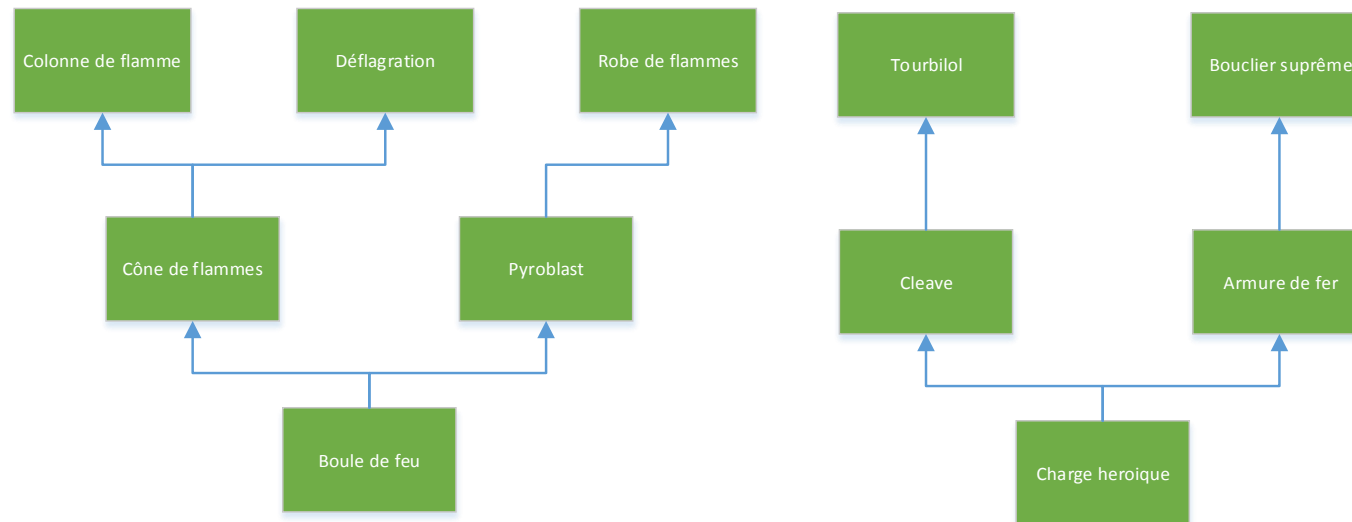 Colonne de flamme
Déflagration
Robe de flammes
Tourbilol
Bouclier suprême
Cône de flammes
Pyroblast
Cleave
Armure de fer
Boule de feu
Charge heroique